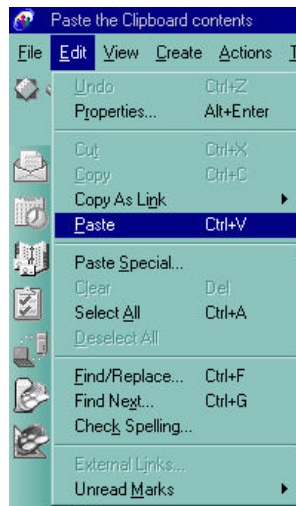 Paste the Clipboard contents
File Edit View Create Actions
Undo Ctrl+Z
Properties... Alt+Enter
Cut Ctrl+X
Copy Ctrl+C
Copy As Link
Paste Ctrl+V
Paste Special...
Clear Del
Select All Ctrl+A
Deselect All
Find/Replace... Ctrl+F
Find Next... Ctrl+G
Check Spelling...
External Links...
Unread Marks